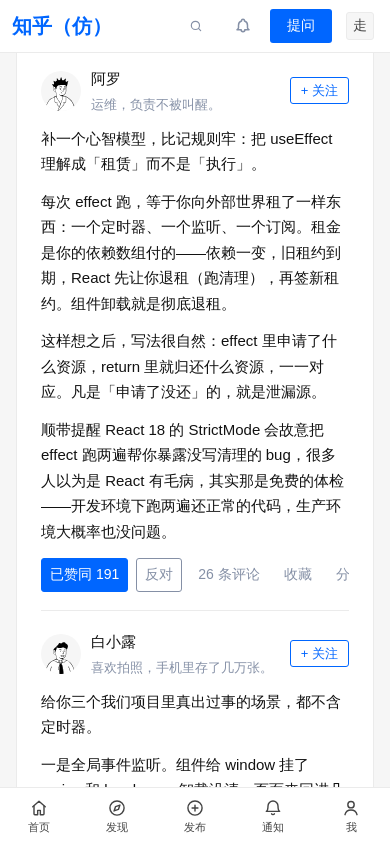 知乎（仿）
提问
走
阿罗
运维，负责不被叫醒。
+ 关注
补一个心智模型，比记规则牢：把 useEffect
理解成「租赁」而不是「执行」。
每次 effect 跑，等于你向外部世界租了一样东
西：一个定时器、一个监听、一个订阅。租金
是你的依赖数组付的——依赖一变，旧租约到
期，React 先让你退租（跑清理），再签新租
约。组件卸载就是彻底退租。
这样想之后，写法很自然：effect 里申请了什
么资源，return 里就归还什么资源，一一对
应。凡是「申请了没还」的，就是泄漏源。
顺带提醒 React 18 的 StrictMode 会故意把
effect 跑两遍帮你暴露没写清理的 bug，很多
人以为是 React 有毛病，其实那是免费的体检
——开发环境下跑两遍还正常的代码，生产环
境大概率也没问题。
已赞同 191
反对
26 条评论
收藏
分
白小露
喜欢拍照，手机里存了几万张。
+ 关注
给你三个我们项目里真出过事的场景，都不含
定时器。
一是全局事件监听。组件给 window 挂了
首页
发现
发布
通知
我